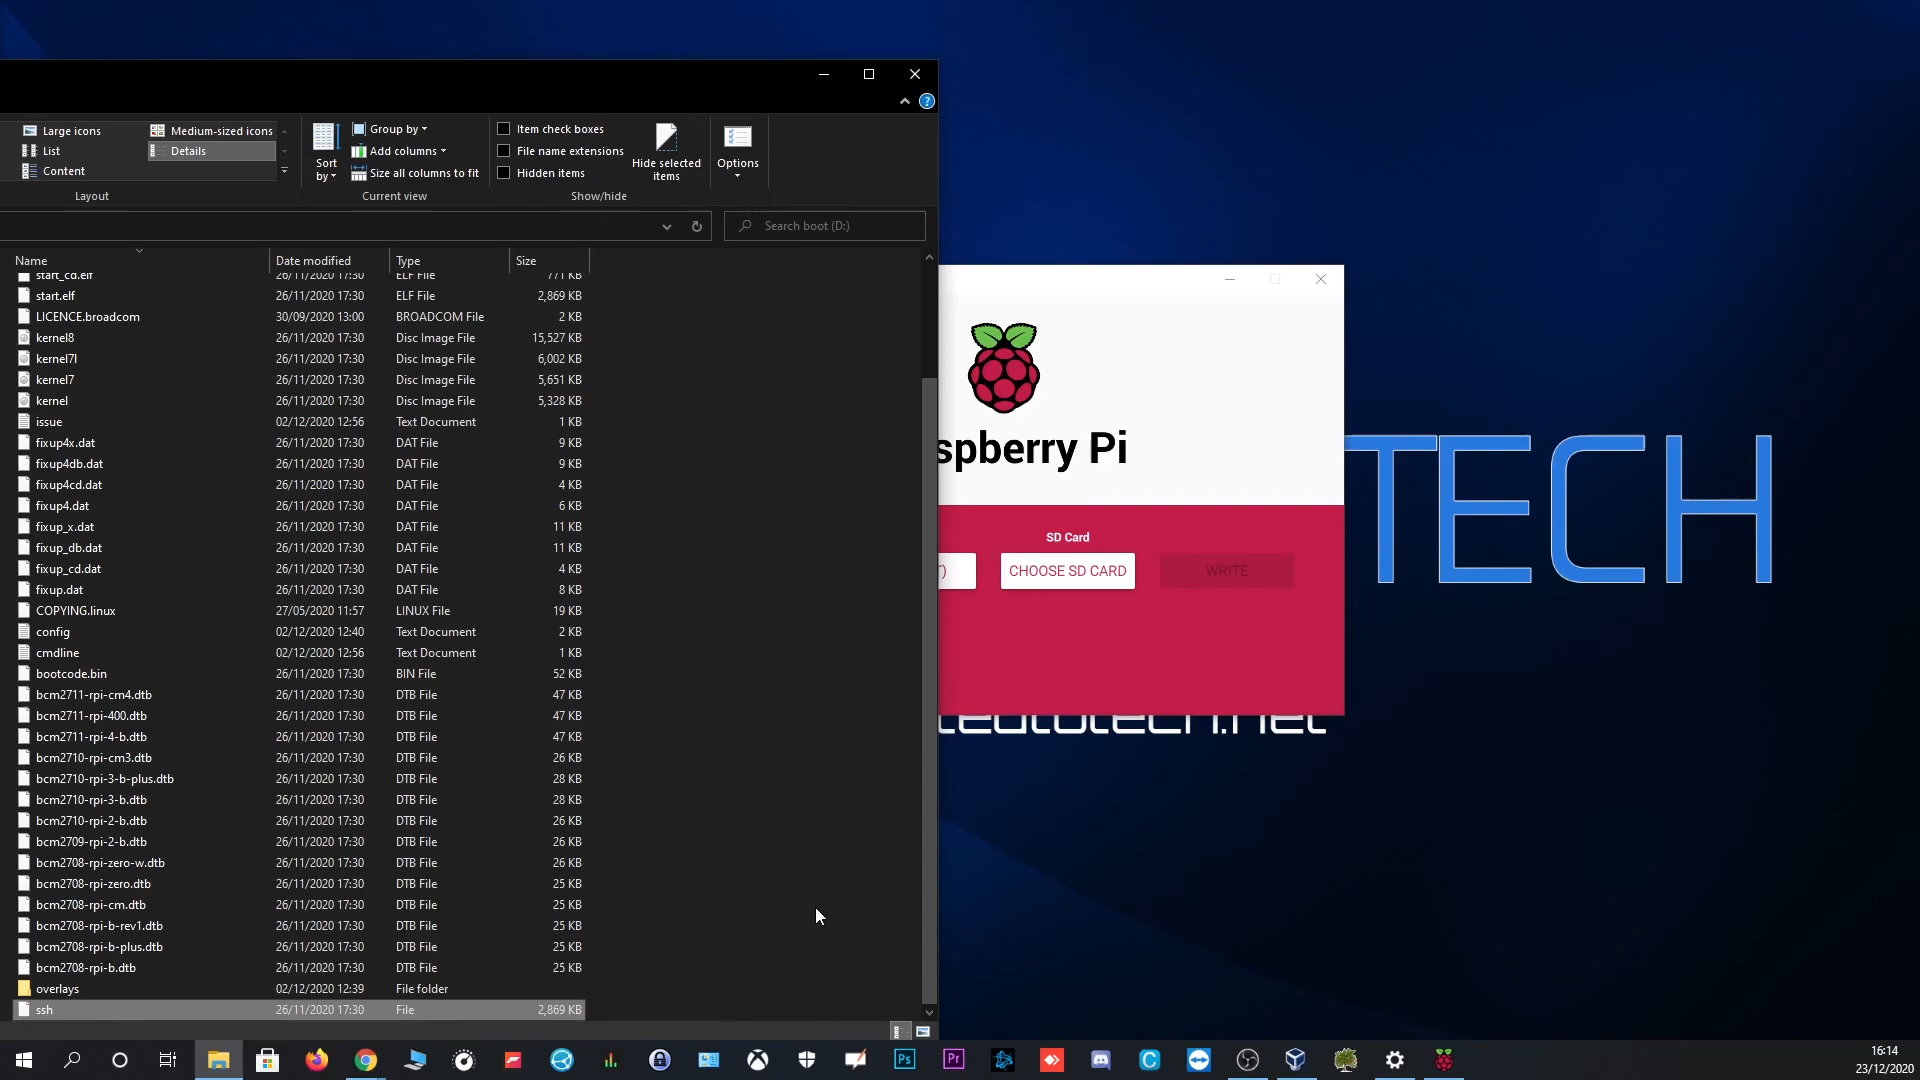 Large icons
Medium-sized icons
List
Details
Content
Layout
Sort
by
Group by
Add columns
Size all columns to fit
Current view
Item check boxes
File name extensions
Hidden items
Hide selected
items
Show/hide
Options
Search boot (D:)
Name Date modified Type Size
start_cd.elf 26/11/2020 17:30 ELF File 771 KB
start.elf 26/11/2020 17:30 ELF File 2,869 KB
LICENCE.broadcom 30/09/2020 13:00 BROADCOM File 2 KB
kernel8 26/11/2020 17:30 Disc Image File 15,527 KB
kernel7l 26/11/2020 17:30 Disc Image File 6,002 KB
kernel7 26/11/2020 17:30 Disc Image File 5,651 KB
kernel 26/11/2020 17:30 Disc Image File 5,328 KB
issue 02/12/2020 12:56 Text Document 1 KB
fixup4x.dat 26/11/2020 17:30 DAT File 9 KB
fixup4db.dat 26/11/2020 17:30 DAT File 9 KB
fixup4cd.dat 26/11/2020 17:30 DAT File 4 KB
fixup4.dat 26/11/2020 17:30 DAT File 6 KB
fixup_x.dat 26/11/2020 17:30 DAT File 11 KB
fixup_db.dat 26/11/2020 17:30 DAT File 11 KB
fixup_cd.dat 26/11/2020 17:30 DAT File 4 KB
fixup.dat 26/11/2020 17:30 DAT File 8 KB
COPYING.linux 27/05/2020 11:57 LINUX File 19 KB
config 02/12/2020 12:40 Text Document 2 KB
cmdline 02/12/2020 12:56 Text Document 1 KB
bootcode.bin 26/11/2020 17:30 BIN File 52 KB
bcm2711-rpi-cm4.dtb 26/11/2020 17:30 DTB File 47 KB
bcm2711-rpi-400.dtb 26/11/2020 17:30 DTB File 47 KB
bcm2711-rpi-4-b.dtb 26/11/2020 17:30 DTB File 47 KB
bcm2710-rpi-cm3.dtb 26/11/2020 17:30 DTB File 26 KB
bcm2710-rpi-3-b-plus.dtb 26/11/2020 17:30 DTB File 28 KB
bcm2710-rpi-3-b.dtb 26/11/2020 17:30 DTB File 28 KB
bcm2710-rpi-2-b.dtb 26/11/2020 17:30 DTB File 26 KB
bcm2709-rpi-2-b.dtb 26/11/2020 17:30 DTB File 26 KB
bcm2708-rpi-zero-w.dtb 26/11/2020 17:30 DTB File 26 KB
bcm2708-rpi-zero.dtb 26/11/2020 17:30 DTB File 25 KB
bcm2708-rpi-cm.dtb 26/11/2020 17:30 DTB File 25 KB
bcm2708-rpi-b-rev1.dtb 26/11/2020 17:30 DTB File 25 KB
bcm2708-rpi-b-plus.dtb 26/11/2020 17:30 DTB File 25 KB
bcm2708-rpi-b.dtb 26/11/2020 17:30 DTB File 25 KB
overlays 02/12/2020 12:39 File folder
ssh 26/11/2020 17:30 File 2,869 KB
spberry Pi
SD Card
T)
CHOOSE SD CARD
WRITE
TECH
tech.net
Ps
Pr
16:14
23/12/2020